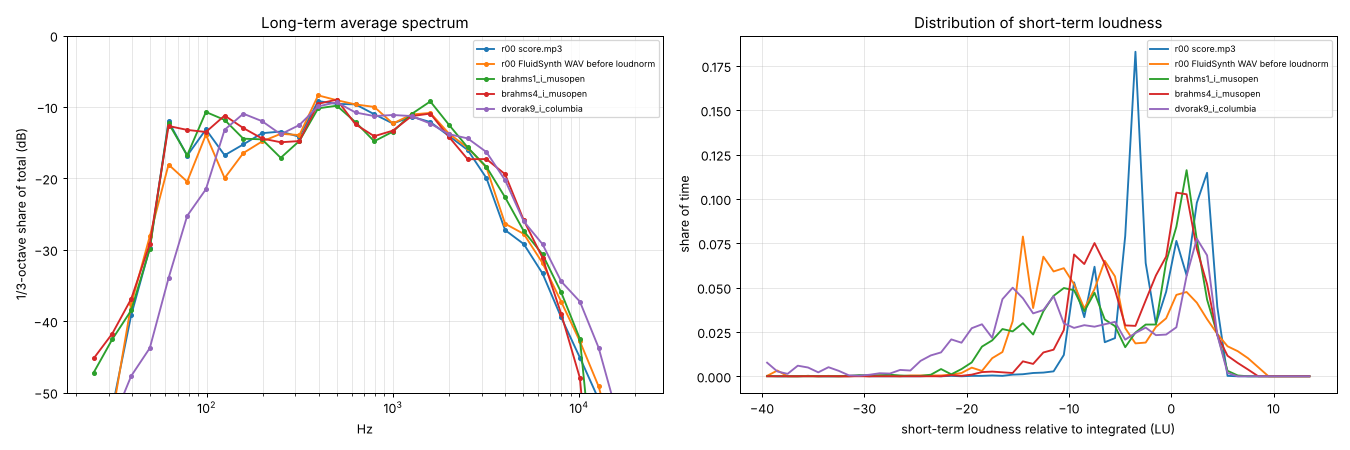 Long-term average spectrum
0
−10
−20
−30
−40
−50
1/3-octave share of total (dB)
10²
10³
10⁴
Hz
r00 score.mp3
r00 FluidSynth WAV before loudnorm
brahms1_i_musopen
brahms4_i_musopen
dvorak9_i_columbia
Distribution of short-term loudness
0.175
0.150
0.125
0.100
0.075
0.050
0.025
0.000
share of time
−40
−30
−20
−10
0
10
short-term loudness relative to integrated (LU)
r00 score.mp3
r00 FluidSynth WAV before loudnorm
brahms1_i_musopen
brahms4_i_musopen
dvorak9_i_columbia